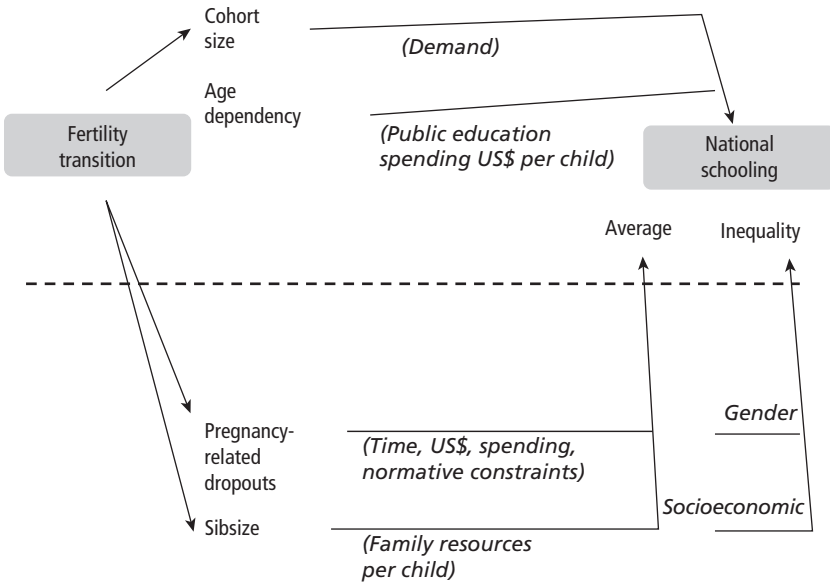 Cohort
size
(Demand)
Age
dependency
(Public education
spending US$ per child)
Fertility
transition
National
schooling
Average
Inequality
Gender
Pregnancy-
related
dropouts
(Time, US$, spending,
normative constraints)
Socioeconomic
Sibsize
(Family resources
per child)